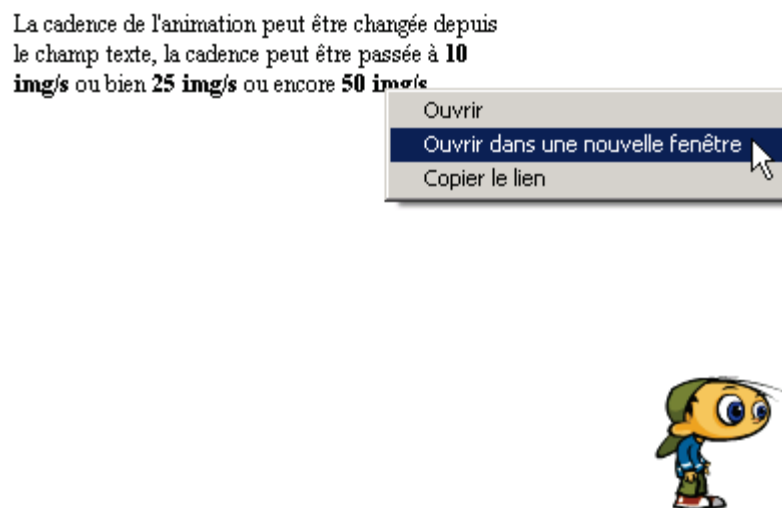 La cadence de l'animation peut être changée depuis
le champ texte, la cadence peut être passée à 10
img/s ou bien 25 img/s ou encore 50 img/s
Ouvrir
Ouvrir dans une nouvelle fenêtre
Copier le lien